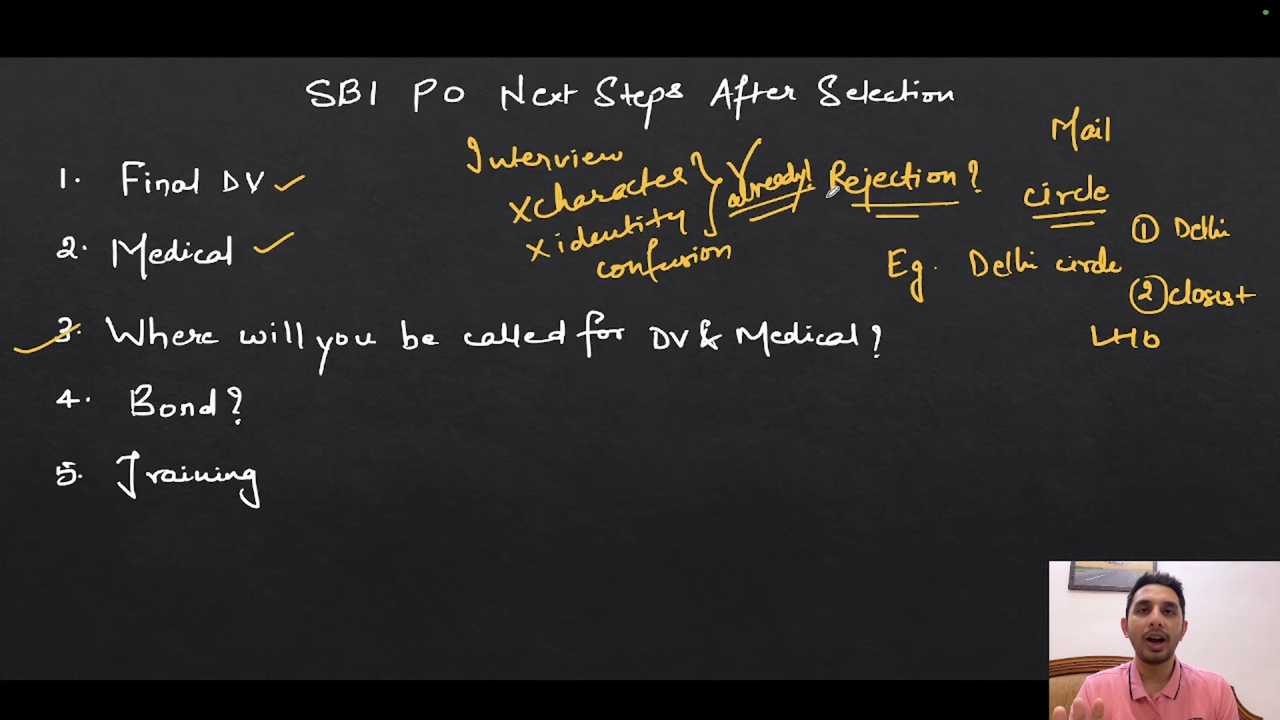 SBI PO Next Steps After Selection
1. Final DV
2. Medical
3. Where will you be called for DV & Medical?
4. Bond?
5. Training
Interview
x character
x identity
confusion
already!
Rejection?
Mail
circle
Eg. Delhi circle
① Delhi
② closest
LHO